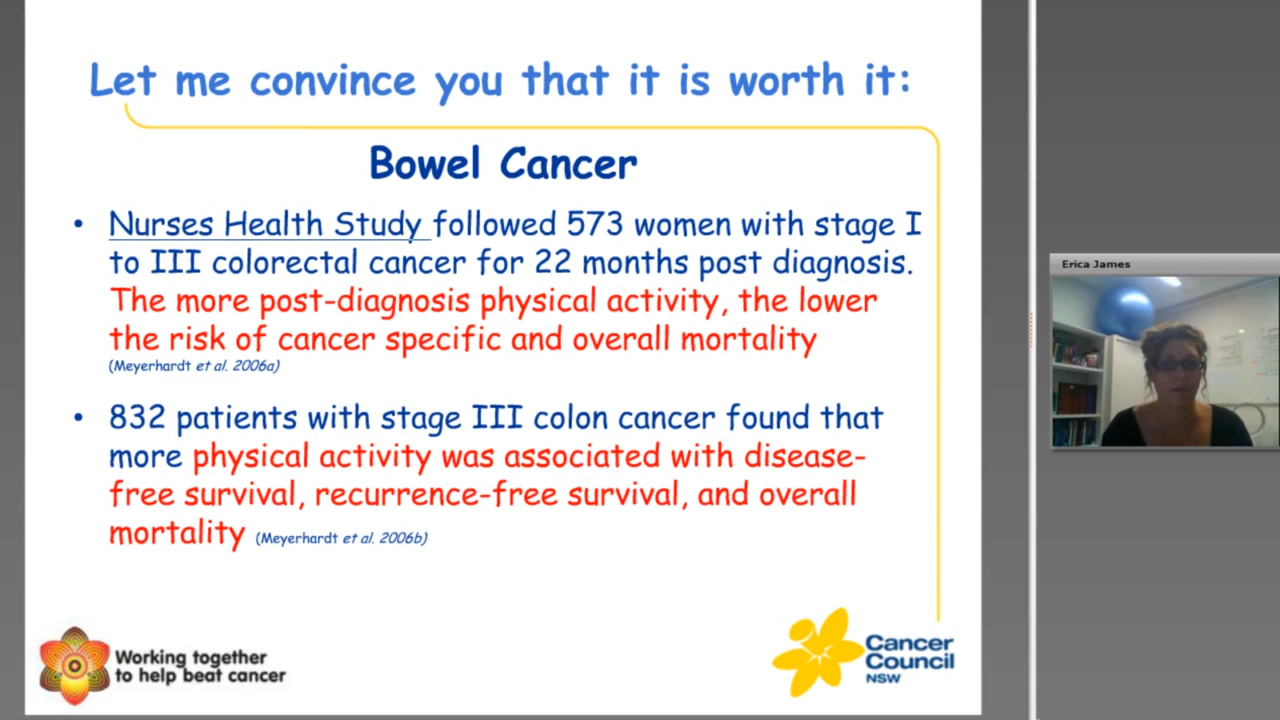 Let me convince you that it is worth it:
Bowel Cancer
• Nurses Health Study followed 573 women with stage I
to III colorectal cancer for 22 months post diagnosis.
The more post-diagnosis physical activity, the lower
the risk of cancer specific and overall mortality
(Meyerhardt et al. 2006a)
• 832 patients with stage III colon cancer found that
more physical activity was associated with disease-
free survival, recurrence-free survival, and overall
mortality (Meyerhardt et al. 2006b)
Working together
to help beat cancer
Cancer
Council
NSW
Erica James